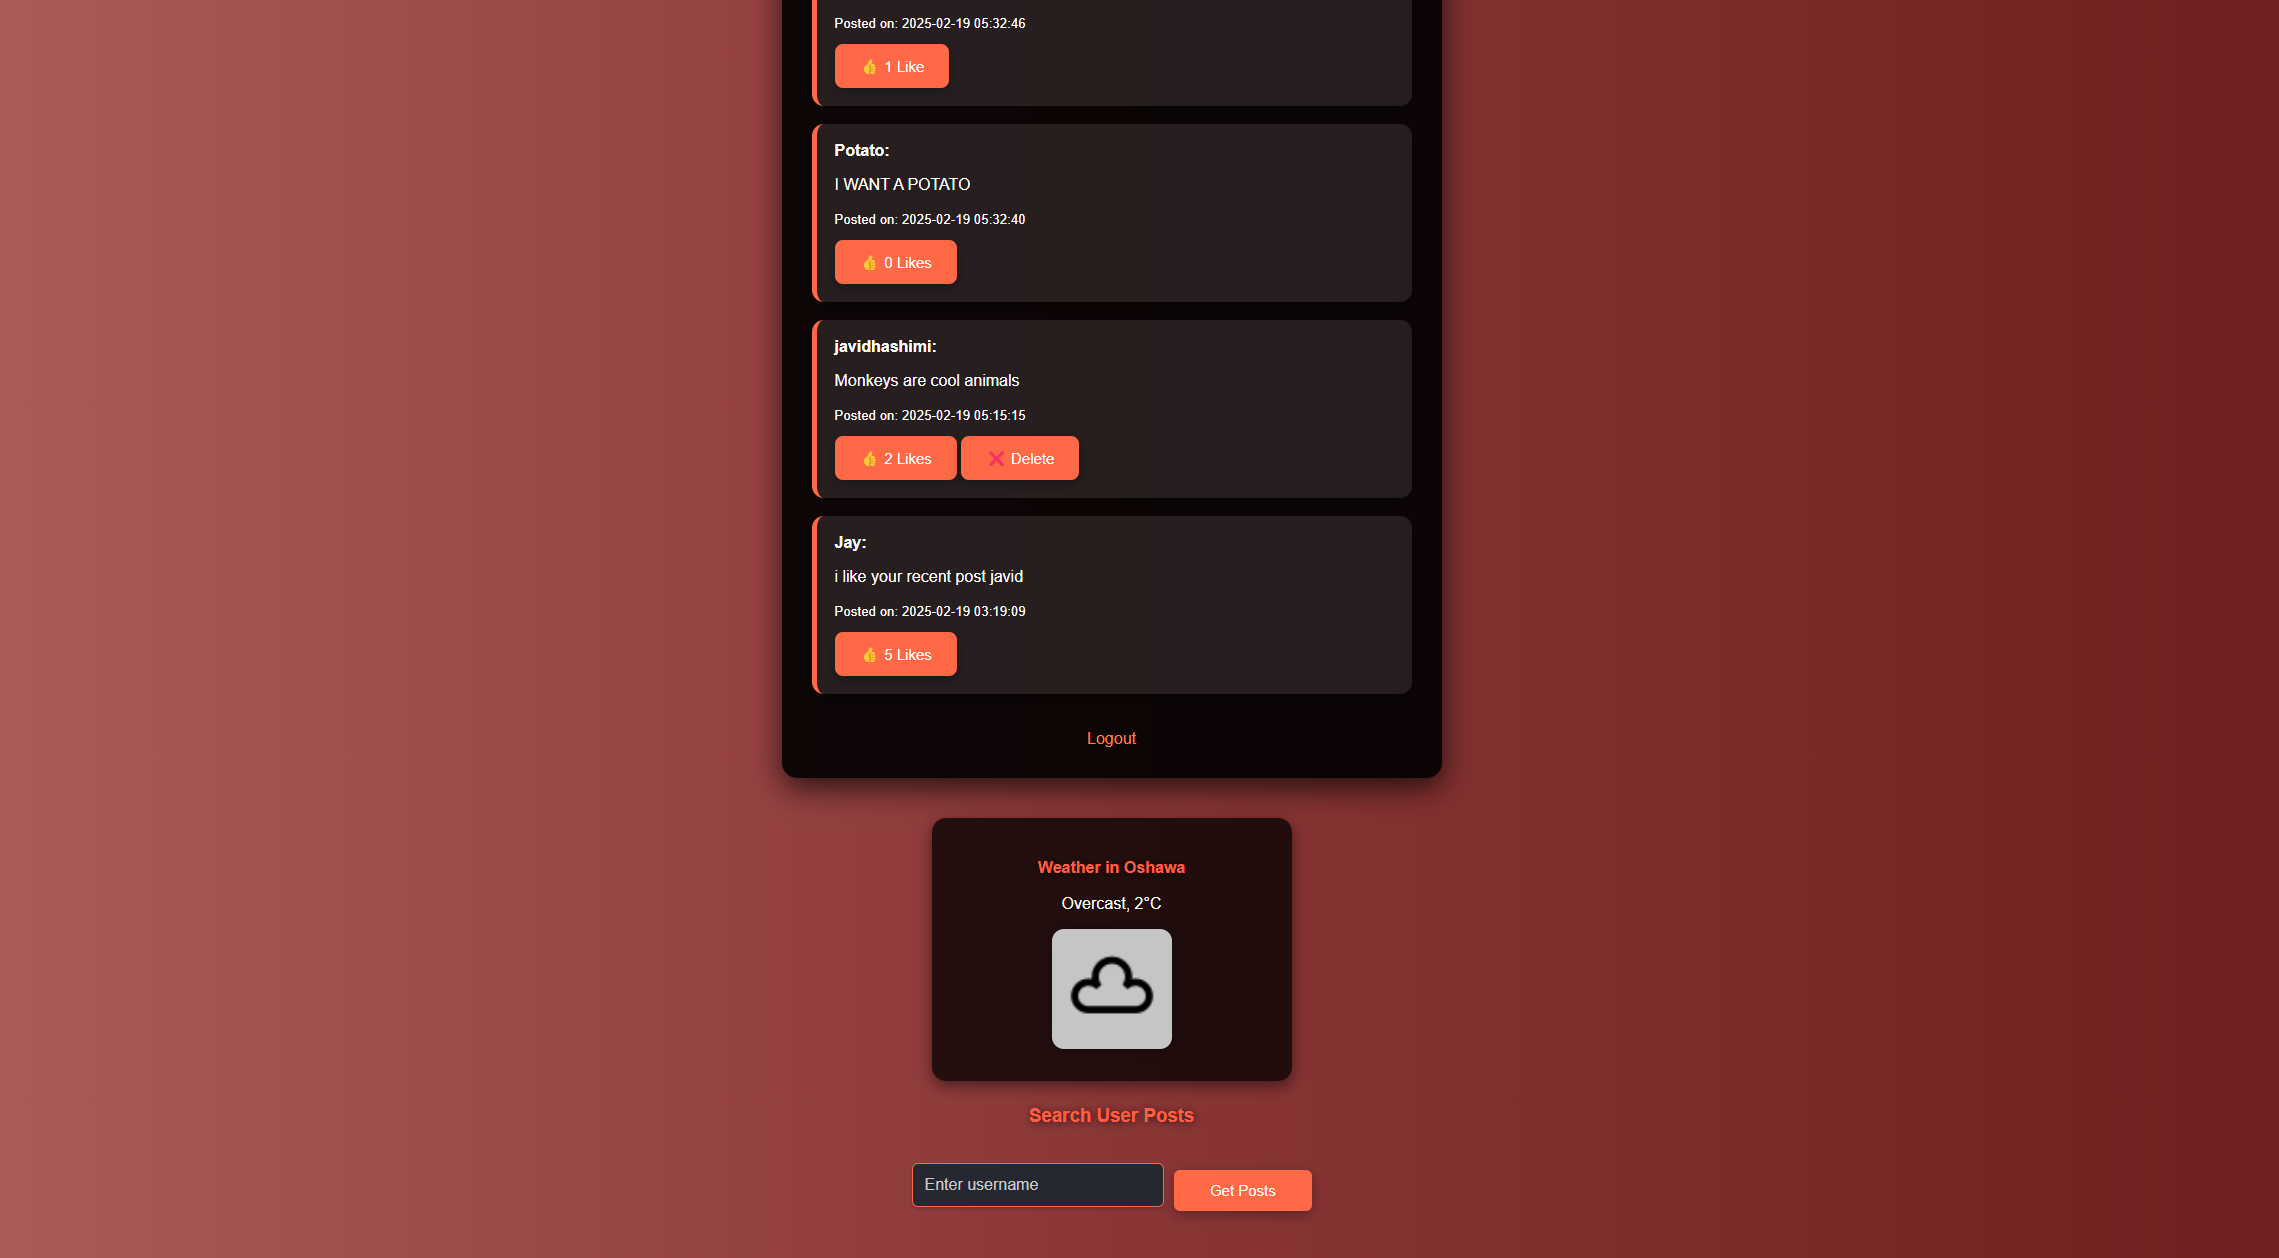 Posted on: 2025-02-19 05:32:46
👍 1 Like
Potato:
I WANT A POTATO
Posted on: 2025-02-19 05:32:40
👍 0 Likes
javidhashimi:
Monkeys are cool animals
Posted on: 2025-02-19 05:15:15
👍 2 Likes ❌ Delete
Jay:
i like your recent post javid
Posted on: 2025-02-19 03:19:09
👍 5 Likes
Logout
Weather in Oshawa
Overcast, 2°C
Search User Posts
Enter username Get Posts